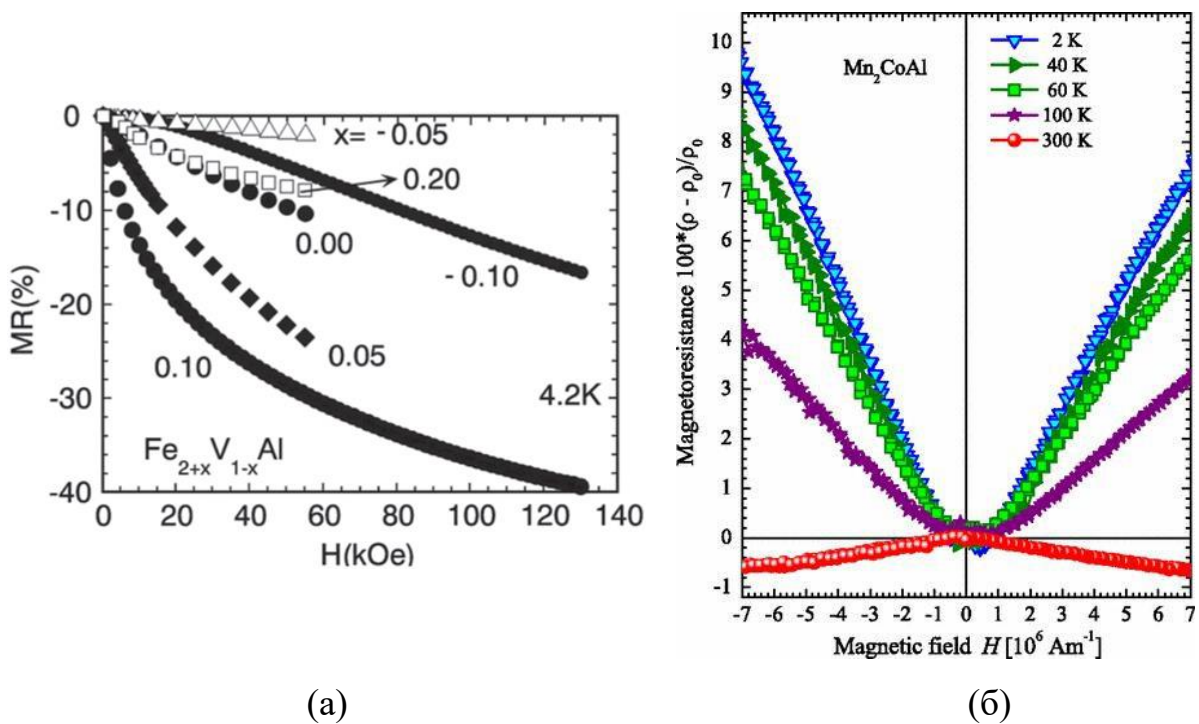 0
-10
-20
-30
-40
MR(%)
x= -0.05
0.20
0.00
-0.10
0.05
0.10
4.2K
Fe2+xV1-xAl
0 20 40 60 80 100 120 140
H(kOe)
(a)
10
9
8
7
6
5
4
3
2
1
0
-1
Magnetoresistance 100*(ρ - ρ0)/ρ0
Mn2CoAl
2 K
40 K
60 K
100 K
300 K
-7 -6 -5 -4 -3 -2 -1 0 1 2 3 4 5 6 7
Magnetic field H [10^6 Am^-1]
(б)